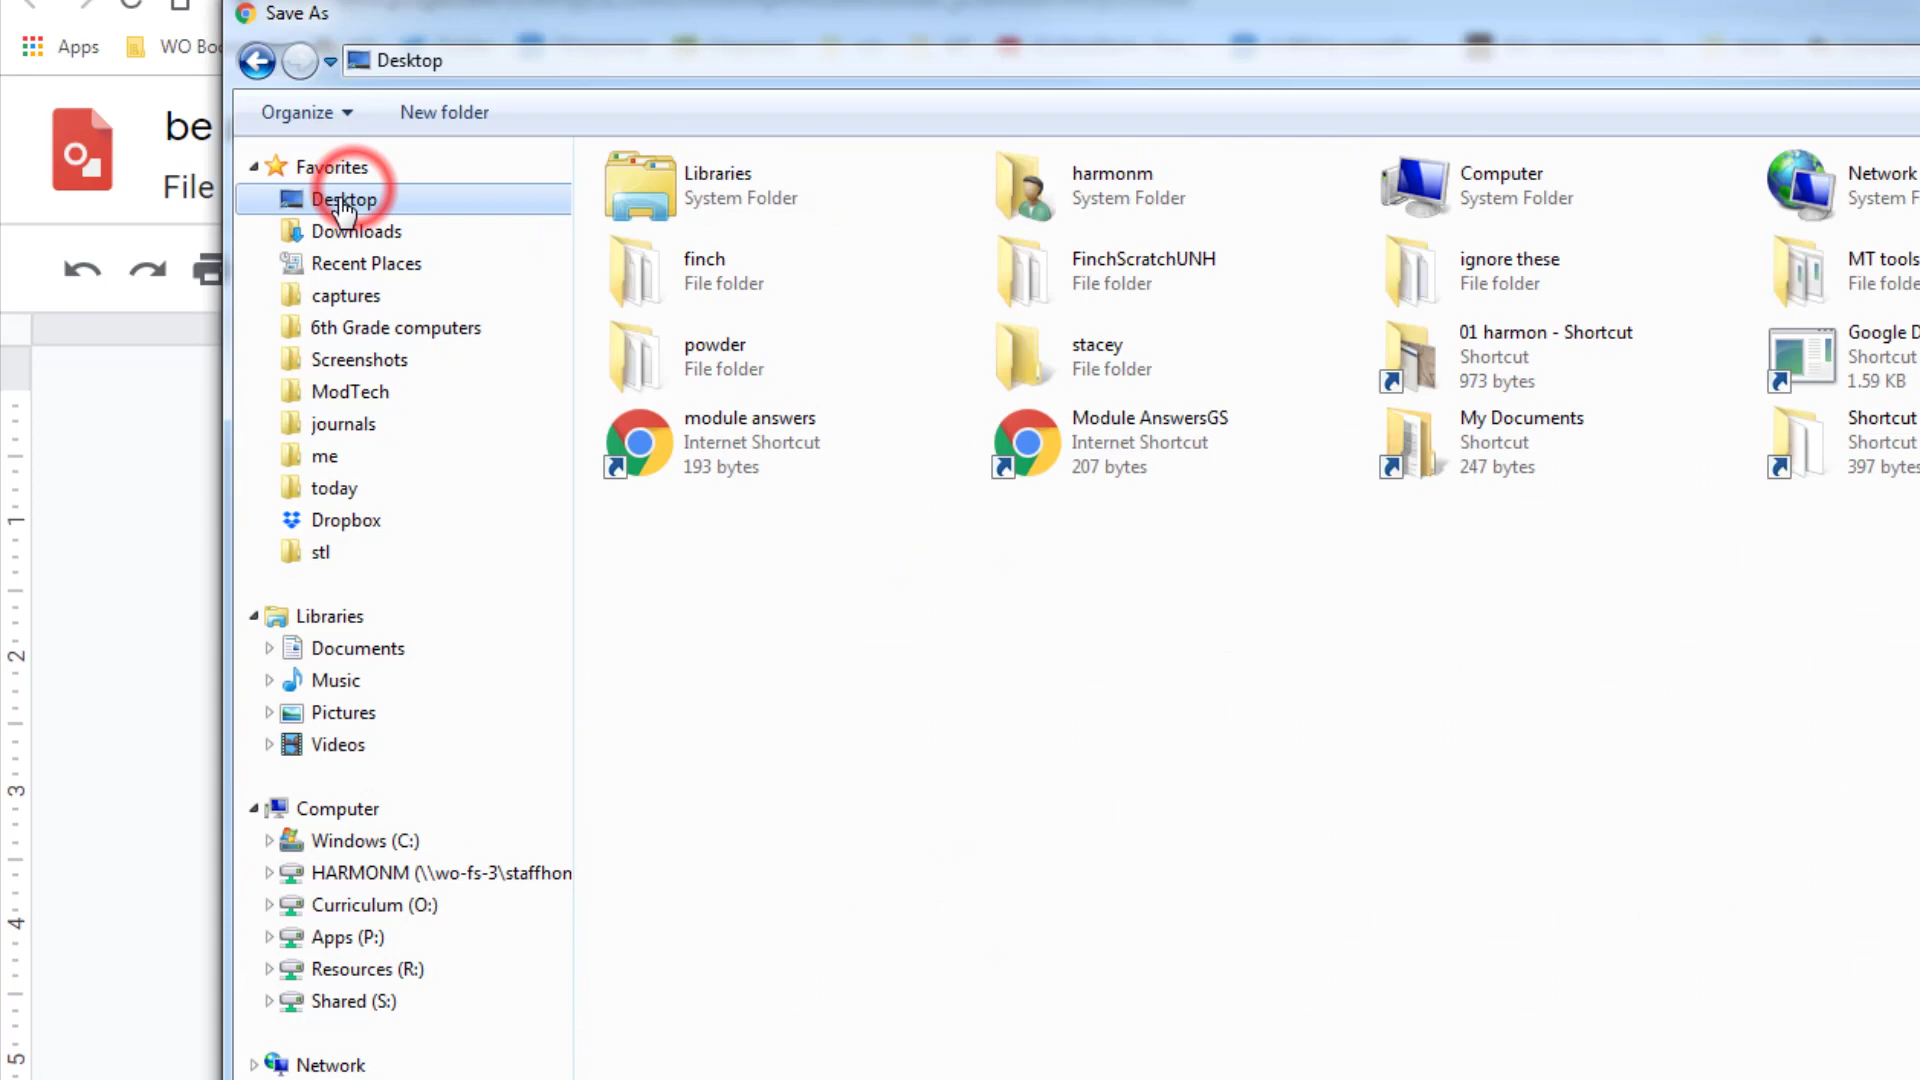 Save As
Apps
WO Bo
Desktop
Organize
New folder
be
File
Favorites
Desktop
Downloads
Recent Places
captures
6th Grade computers
Screenshots
ModTech
journals
me
today
Dropbox
stl
Libraries
Documents
Music
Pictures
Videos
Computer
Windows (C:)
HARMONM (\\wo-fs-3\staffhon
Curriculum (O:)
Apps (P:)
Resources (R:)
Shared (S:)
Network
Libraries
System Folder
harmonm
System Folder
Computer
System Folder
Network
System F
finch
File folder
FinchScratchUNH
File folder
ignore these
File folder
MT tools
File folde
powder
File folder
stacey
File folder
01 harmon - Shortcut
Shortcut
973 bytes
Google D
Shortcut
1.59 KB
module answers
Internet Shortcut
193 bytes
Module AnswersGS
Internet Shortcut
207 bytes
My Documents
Shortcut
247 bytes
Shortcut
Shortcut
397 bytes
1
2
3
4
5